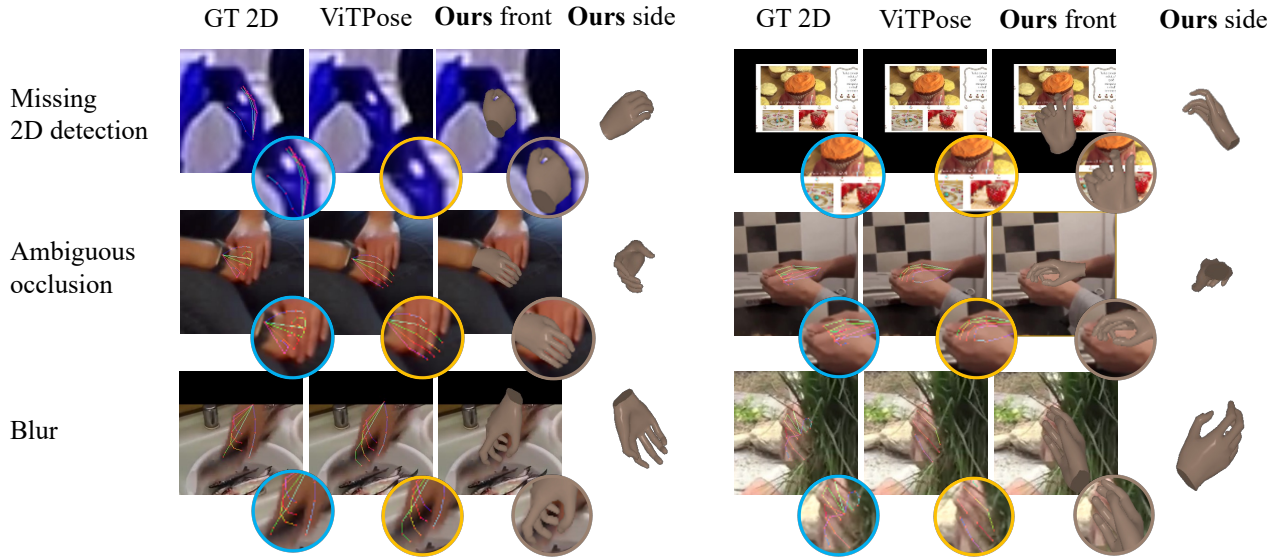 GT 2D ViTPose Ours front Ours side GT 2D ViTPose Ours front Ours side
Missing
2D detection
Ambiguous
occlusion
Blur